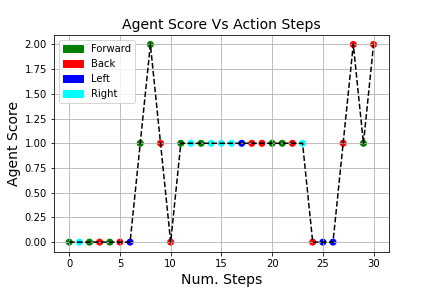 Agent Score Vs Action Steps
Agent Score
2.00
1.75
1.50
1.25
1.00
0.75
0.50
0.25
0.00
Forward
Back
Left
Right
0 5 10 15 20 25 30
Num. Steps